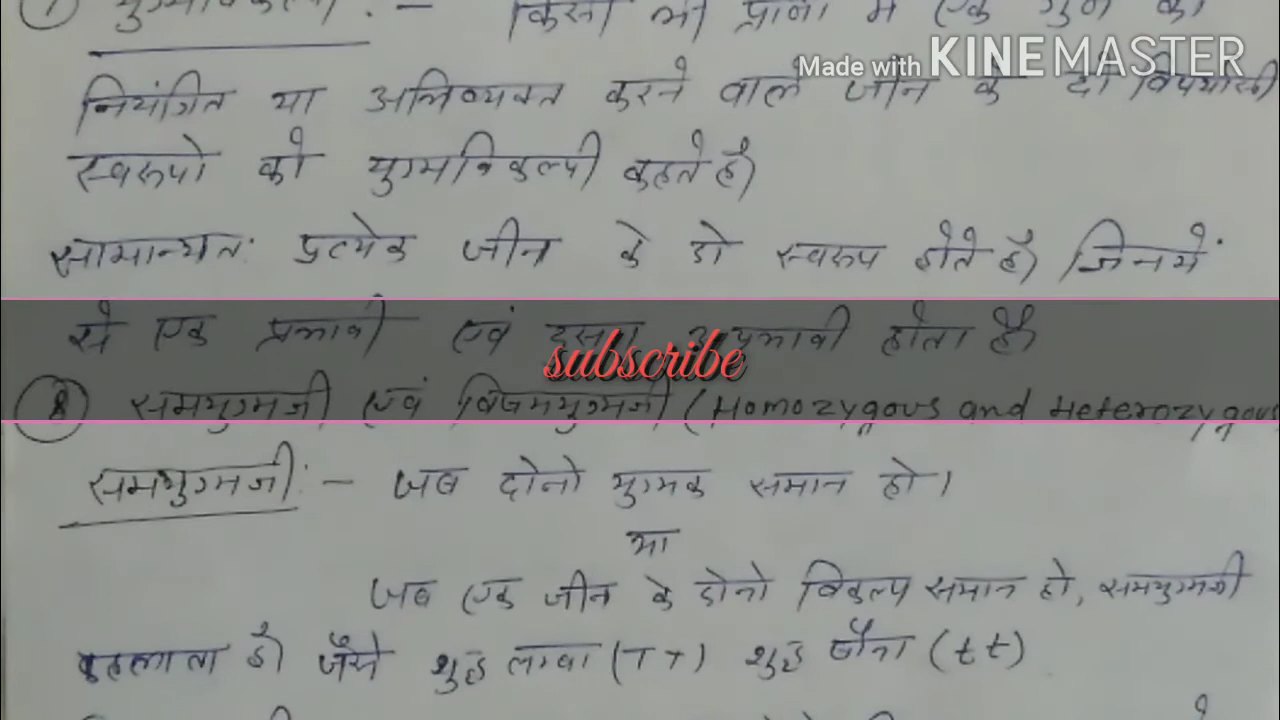 किसी भी प्राणी में एक गुण को
Made with KINEMASTER
नियंत्रित या अभिव्यक्त करने वाले जीन के दो विपर्यासी
स्वरुपो को युग्मविकल्पी कहते है)
सामान्यत: प्रत्येक जीन के दो स्वरुप होते है) जिनमें
से एक प्रभावी एवं दुसरा अप्रभावी होता है)
subscribe
8 समयुग्मजी एवं विषमयुग्मजी (Homozygous and Heterozygous
समयुग्मजी: - जब दोनो युग्मक समान हो।
या
जब एक जीन के दोनो विकल्प समान हो, समयुग्मजी
कहलाता है) जैसे शुद्ध लम्बा (TT) शुद्ध बौना (tt)